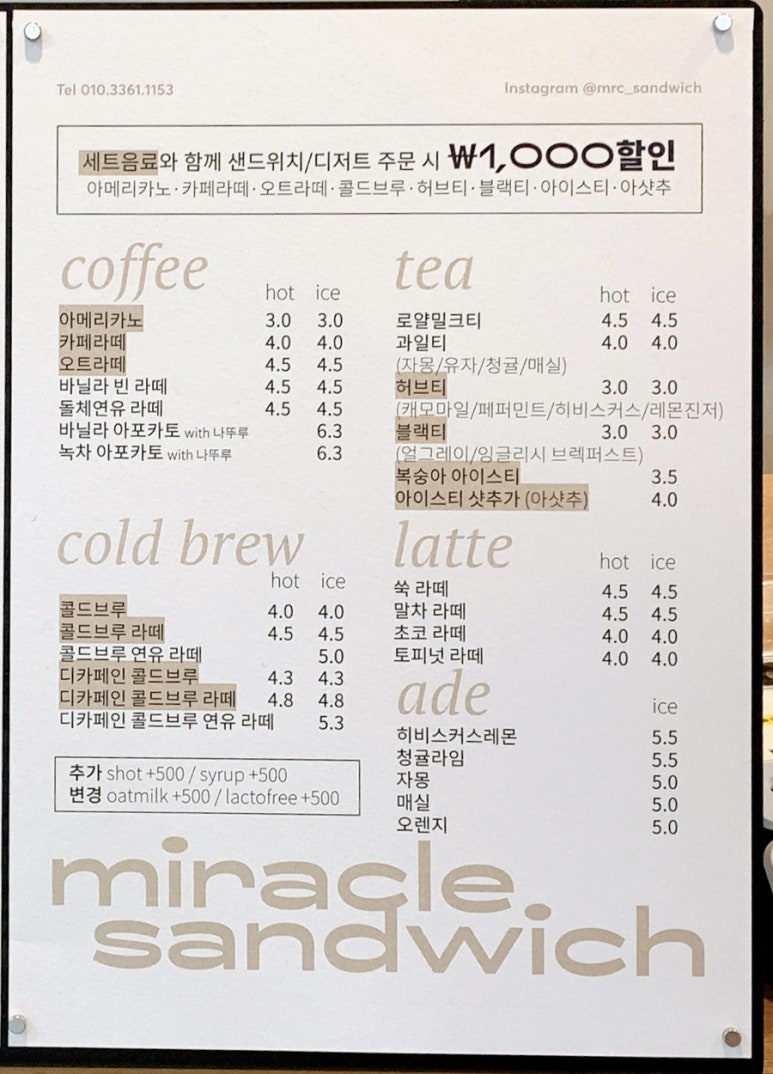 Tel 010.3361.1153
Instagram @mrc_sandwich
세트음료와 함께 샌드위치/디저트 주문 시 ₩1,000할인
아메리카노·카페라떼·오트라떼·콜드브루·허브티·블랙티·아이스티·아샷추
coffee
hot ice
아메리카노 3.0 3.0
카페라떼 4.0 4.0
오트라떼 4.5 4.5
바닐라 빈 라떼 4.5 4.5
돌체연유 라떼 4.5 4.5
바닐라 아포카토 with 나뚜루 6.3
녹차 아포카토 with 나뚜루 6.3
cold brew
hot ice
콜드브루 4.0 4.0
콜드브루 라떼 4.5 4.5
콜드브루 연유 라떼 5.0
디카페인 콜드브루 4.3 4.3
디카페인 콜드브루 라떼 4.8 4.8
디카페인 콜드브루 연유 라떼 5.3
추가 shot +500 / syrup +500
변경 oatmilk +500 / lactofree +500
tea
hot ice
로얄밀크티 4.5 4.5
과일티 4.0 4.0
(자몽/유자/청귤/매실)
허브티 3.0 3.0
(캐모마일/페퍼민트/히비스커스/레몬진저)
블랙티 3.0 3.0
(얼그레이/잉글리시 브렉퍼스트)
복숭아 아이스티 3.5
아이스티 샷추가 (아샷추) 4.0
latte
hot ice
쑥 라떼 4.5 4.5
말차 라떼 4.5 4.5
초코 라떼 4.0 4.0
토피넛 라떼 4.0 4.0
ade
ice
히비스커스레몬 5.5
청귤라임 5.5
자몽 5.0
매실 5.0
오렌지 5.0
miracle
sandwich